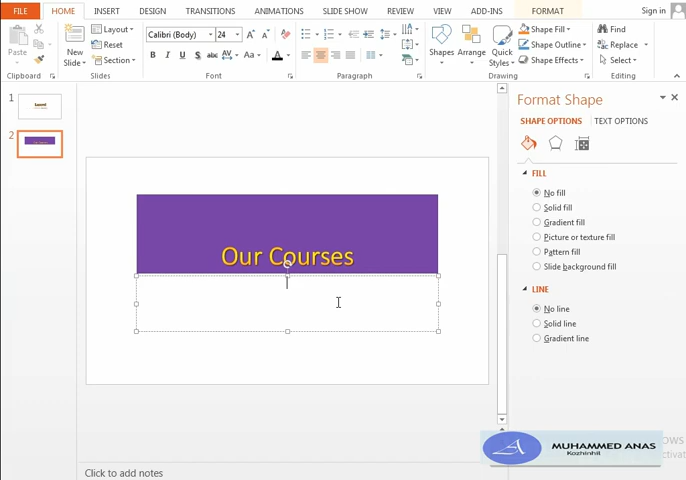 FILE HOME INSERT DESIGN TRANSITIONS ANIMATIONS SLIDE SHOW REVIEW VIEW ADD-INS FORMAT Sign in
Paste
Clipboard
New
Slide
Layout
Reset
Section
Slides
Calibri (Body) 24
B I U S abc AV Aa A
Font
Paragraph
Shapes
Arrange
Quick
Styles
Shape Fill
Shape Outline
Shape Effects
Drawing
Find
Replace
Select
Editing
1
2
Our Courses
Format Shape
SHAPE OPTIONS TEXT OPTIONS
FILL
No fill
Solid fill
Gradient fill
Picture or texture fill
Pattern fill
Slide background fill
LINE
No line
Solid line
Gradient line
MUHAMMED ANAS
Kozhinhil
Click to add notes